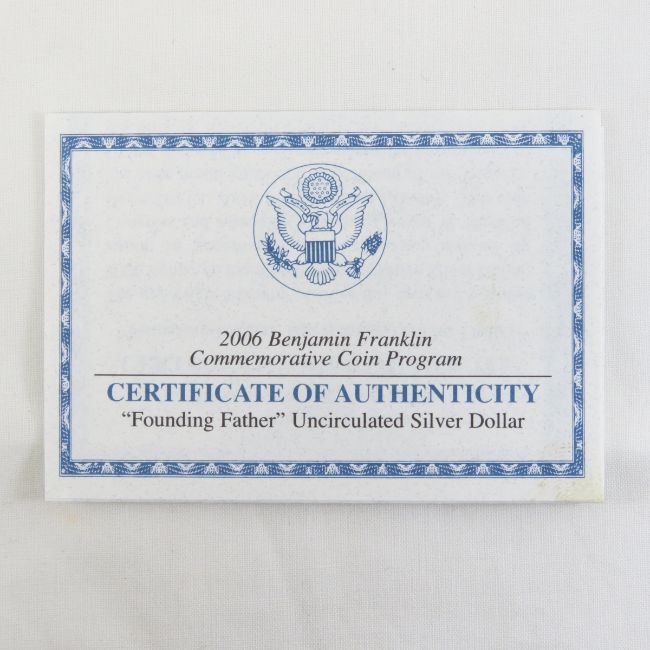 2006 Benjamin Franklin
Commemorative Coin Program
CERTIFICATE OF AUTHENTICITY
“Founding Father” Uncirculated Silver Dollar